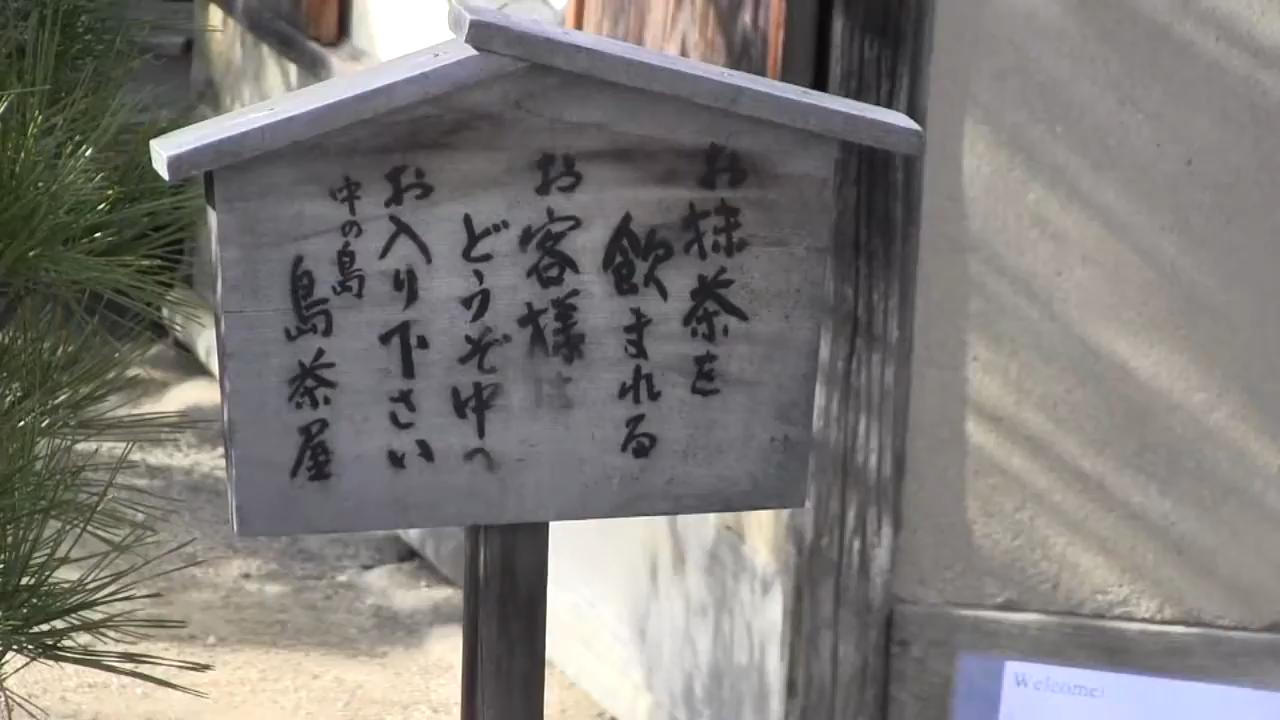 お抹茶を
飲まれる
お客様は
どうぞ中へ
お入り下さい
中の島
島茶屋
Welcome!